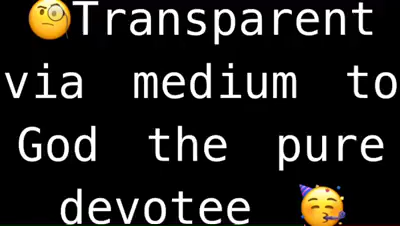 🧐Transparent
via medium to
God the pure
devotee 🥳